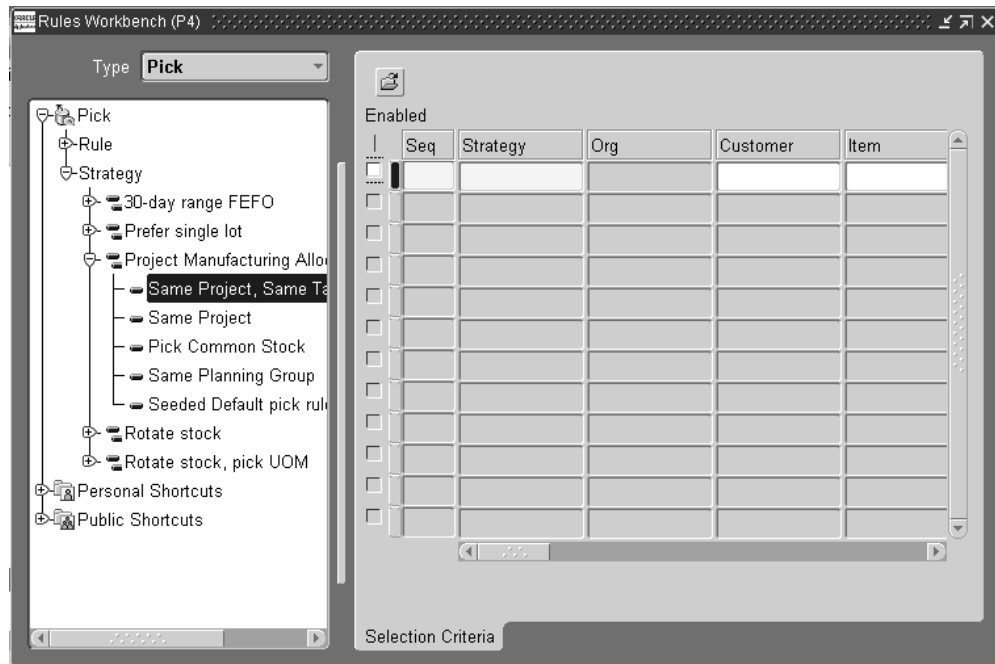 Rules Workbench (P4)
Type Pick
Pick
Rule
Strategy
30-day range FEFO
Prefer single lot
Project Manufacturing Allo
Same Project, Same Ta
Same Project
Pick Common Stock
Same Planning Group
Seeded Default pick rul
Rotate stock
Rotate stock, pick UOM
Personal Shortcuts
Public Shortcuts
Enabled
Seq Strategy Org Customer Item
Selection Criteria